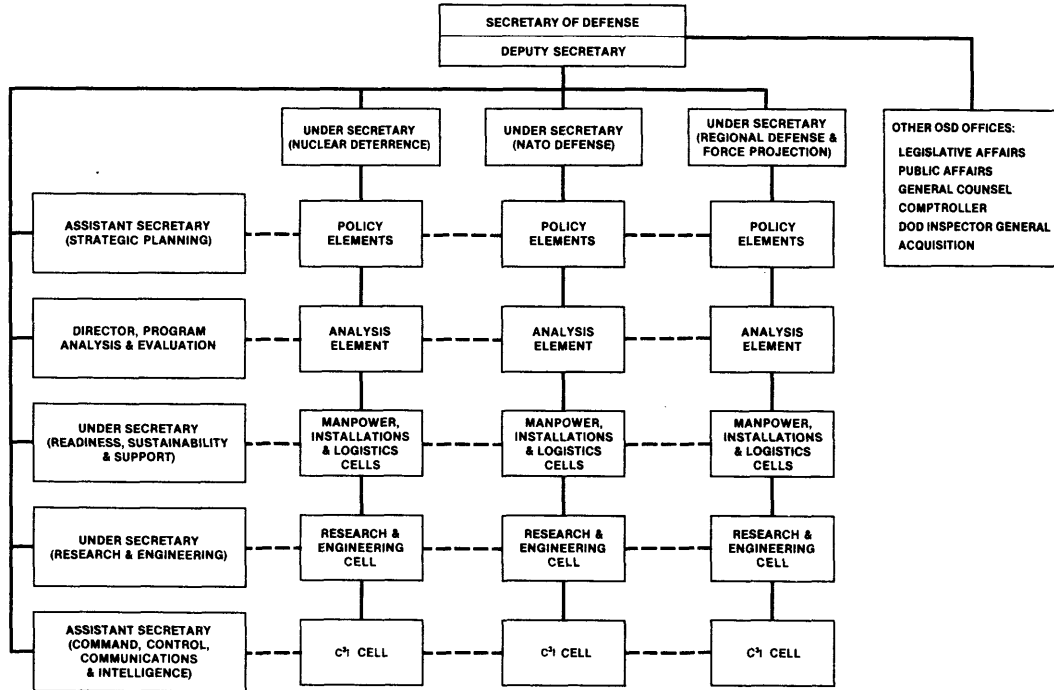 SECRETARY OF DEFENSE
DEPUTY SECRETARY
UNDER SECRETARY
(NUCLEAR DETERRENCE)
UNDER SECRETARY
(NATO DEFENSE)
UNDER SECRETARY
(REGIONAL DEFENSE &
FORCE PROJECTION)
OTHER OSD OFFICES:
LEGISLATIVE AFFAIRS
PUBLIC AFFAIRS
GENERAL COUNSEL
COMPTROLLER
DOD INSPECTOR GENERAL
ACQUISITION
ASSISTANT SECRETARY
(STRATEGIC PLANNING)
POLICY
ELEMENTS
POLICY
ELEMENTS
POLICY
ELEMENTS
DIRECTOR, PROGRAM
ANALYSIS & EVALUATION
ANALYSIS
ELEMENT
ANALYSIS
ELEMENT
ANALYSIS
ELEMENT
UNDER SECRETARY
(READINESS, SUSTAINABILITY
& SUPPORT)
MANPOWER,
INSTALLATIONS
& LOGISTICS
CELLS
MANPOWER,
INSTALLATIONS
& LOGISTICS
CELLS
MANPOWER,
INSTALLATIONS
& LOGISTICS
CELLS
UNDER SECRETARY
(RESEARCH & ENGINEERING)
RESEARCH &
ENGINEERING
CELL
RESEARCH &
ENGINEERING
CELL
RESEARCH &
ENGINEERING
CELL
ASSISTANT SECRETARY
(COMMAND, CONTROL,
COMMUNICATIONS
& INTELLIGENCE)
C³I CELL
C³I CELL
C³I CELL